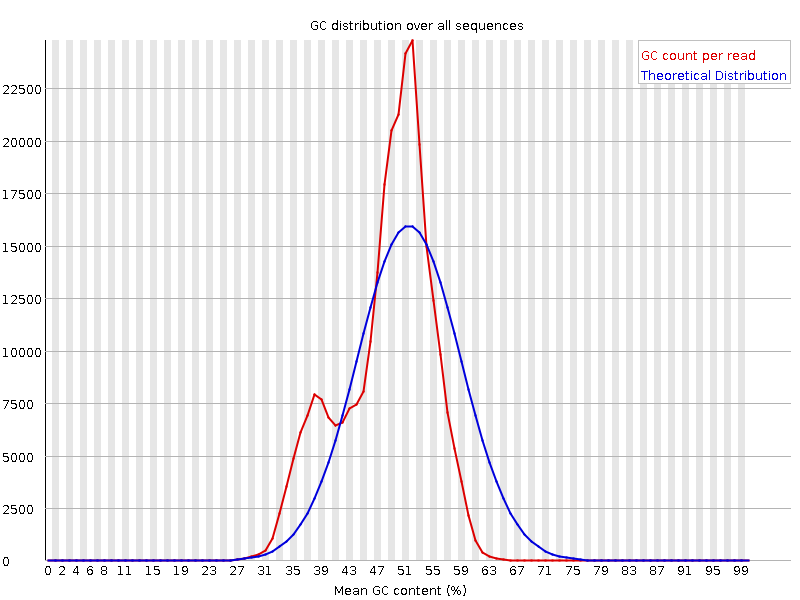 GC distribution over all sequences
GC count per read
Theoretical Distribution
22500
20000
17500
15000
12500
10000
7500
5000
2500
0
0 2 4 6 8 11 15 19 23 27 31 35 39 43 47 51 55 59 63 67 71 75 79 83 87 91 95 99
Mean GC content (%)